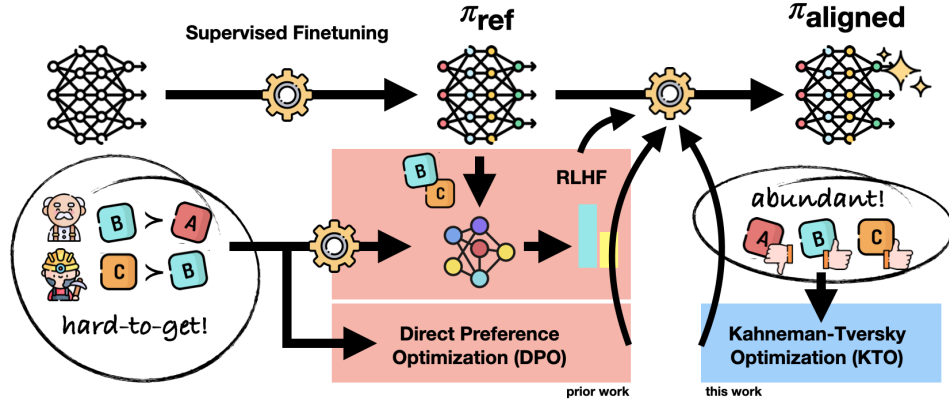 Supervised Finetuning
πref
πaligned
B
C
RLHF
B ≻ A
C ≻ B
hard-to-get!
abundant!
A
B
C
Direct Preference
Optimization (DPO)
Kahneman-Tversky
Optimization (KTO)
prior work
this work